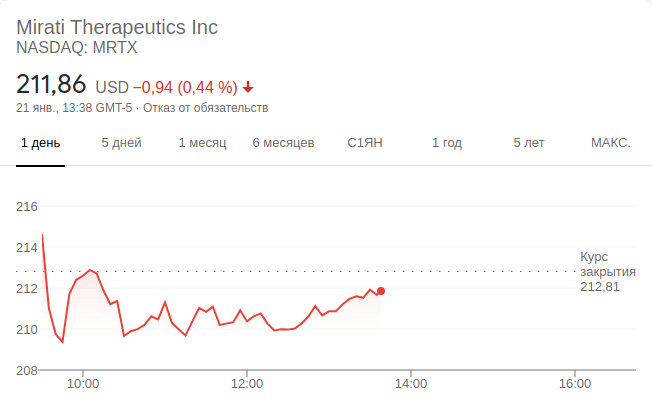 Mirati Therapeutics Inc
NASDAQ: MRTX
211,86 USD −0,94 (0,44 %)
21 янв., 13:38 GMT-5 · Отказ от обязательств
1 день 5 дней 1 месяц 6 месяцев С1ЯН 1 год 5 лет МАКС.
216
214
Курс
закрытия
212,81
212
210
208
10:00 12:00 14:00 16:00